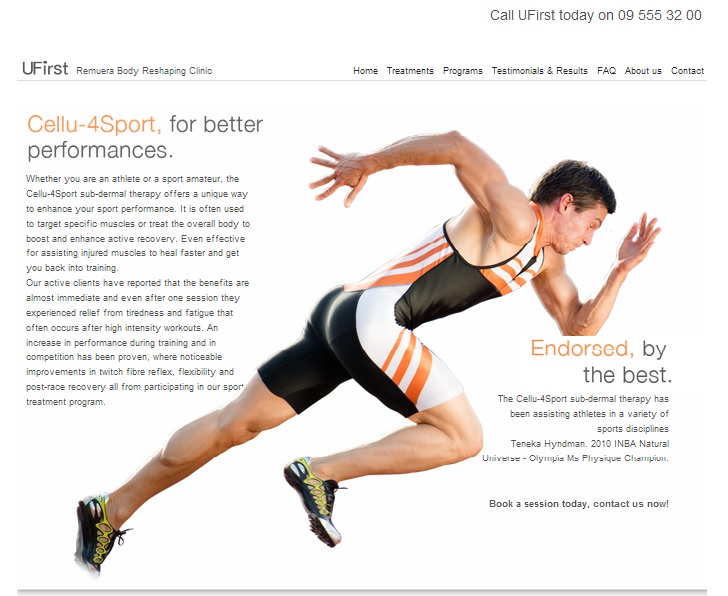 Call UFirst today on 09 555 32 00
UFirst Remuera Body Reshaping Clinic
Home Treatments Programs Testimonials & Results FAQ About us Contact
Cellu-4Sport, for better
performances.
Whether you are an athlete or a sport amateur, the
Cellu-4Sport sub-dermal therapy offers a unique way
to enhance your sport performance. It is often used
to target specific muscles or treat the overall body to
boost and enhance active recovery. Even effective
for assisting injured muscles to heal faster and get
you back into training.
Our active clients have reported that the benefits are
almost immediate and even after one session they
experienced relief from tiredness and fatigue that
often occurs after high intensity workouts. An
increase in performance during training and in
competition has been proven, where noticeable
improvements in twitch fibre reflex, flexibility and
post-race recovery all from participating in our sport
treatment program.
Endorsed, by
the best.
The Cellu-4Sport sub-dermal therapy has
been assisting athletes in a variety of
sports disciplines
Teneka Hyndman. 2010 INBA Natural
Universe - Olympia Ms Physique Champion.
Book a session today, contact us now!